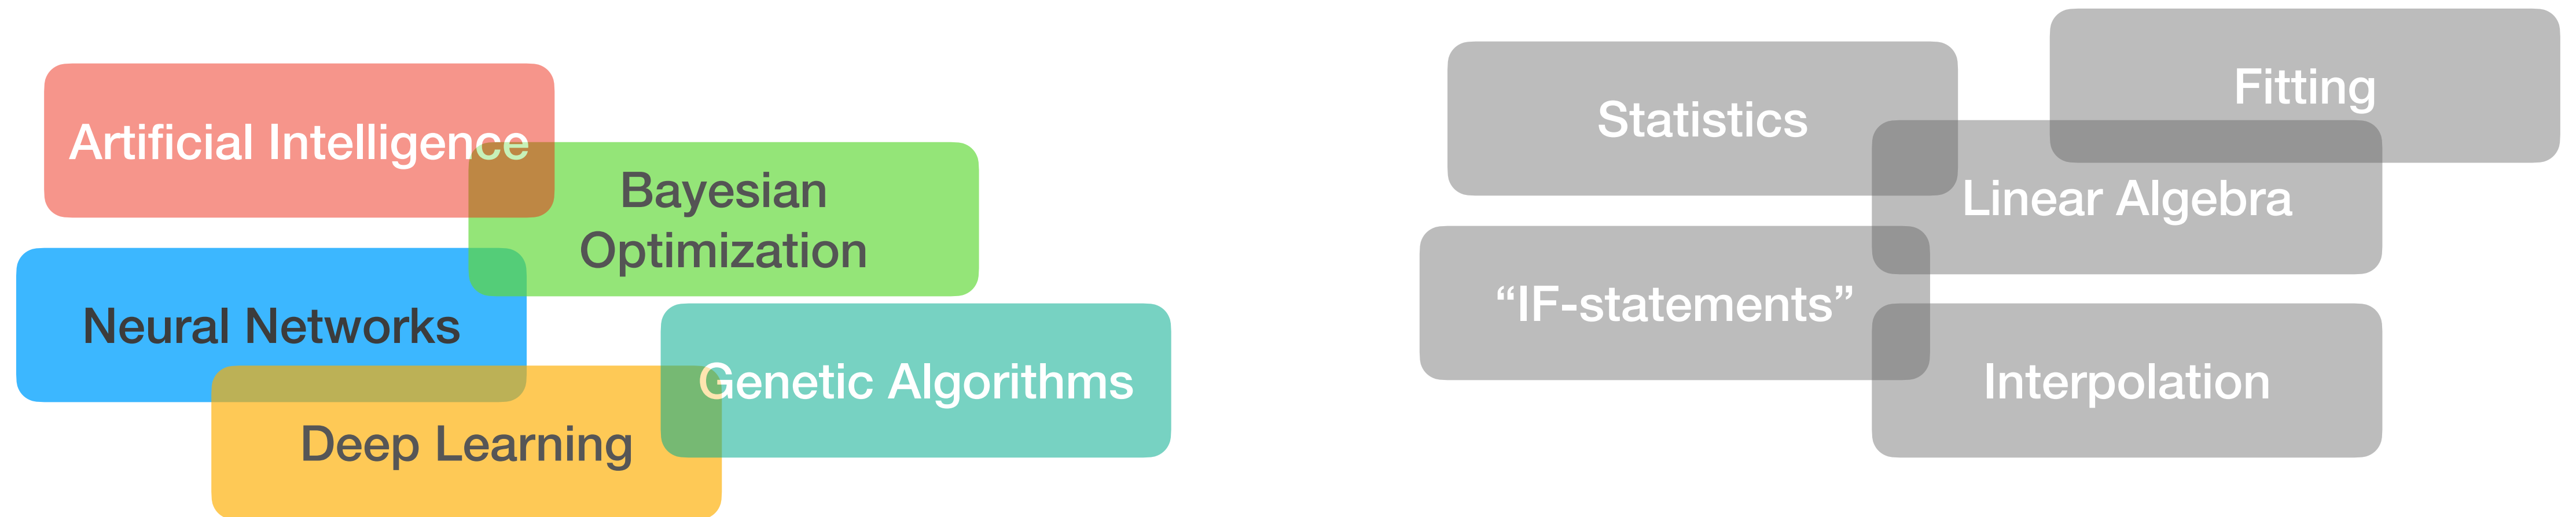 Artificial Intelligence
Bayesian
Optimization
Neural Networks
Genetic Algorithms
Deep Learning
Statistics
Fitting
Linear Algebra
“IF-statements”
Interpolation